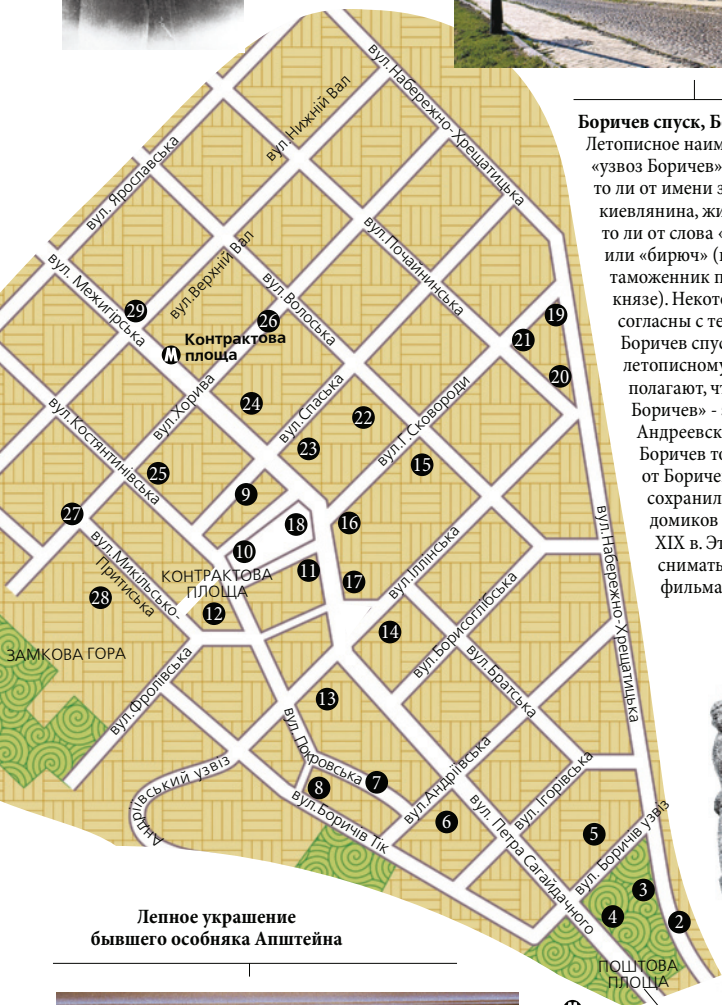 вул.Набережно-Хрещатицька
вул.Нижній Вал
вул. Ярославська
вул.Почайнинська
вул.Верхній Вал
вул. Межигірська
вул.Волоська
29
26
М Контрактова
площа
19
21
20
вул.Хорива
24
вул.Спаська
22
вул.Г.Сковороди
23
15
вул.Костянтинівська
25
9
27
18
16
вул.Микільсько-
Притиська
10
КОНТРАКТОВА
ПЛОЩА
11
17
вул.Іллінська
вул.Набережно-Хрещатицька
28
12
14
вул.Борисоглібська
ЗАМКОВА ГОРА
вул.Фролівська
вул.Братська
13
вул.Покровська
Андріївський узвіз
8
7
вул.Андріївська
вул.Ігорівська
вул.Боричів Тік
6
вул. Петра Сагайдачного
5
вул. Боричів узвіз
3
4
2
ПОШТОВА
ПЛОЩА
Боричев спуск, Б
Летописное наим
«узвоз Боричев»
то ли от имени з
киевлянина, жи
то ли от слова «
или «бирюч» (
таможенник п
князе). Некото
согласны с те
Боричев спус
летописному
полагают, чт
Боричев» -
Андреевск
Боричев то
от Бориче
сохранил
домиков
XIX в. Эт
снимать
фильма
Лепное украшение
бывшего особняка Апштейна